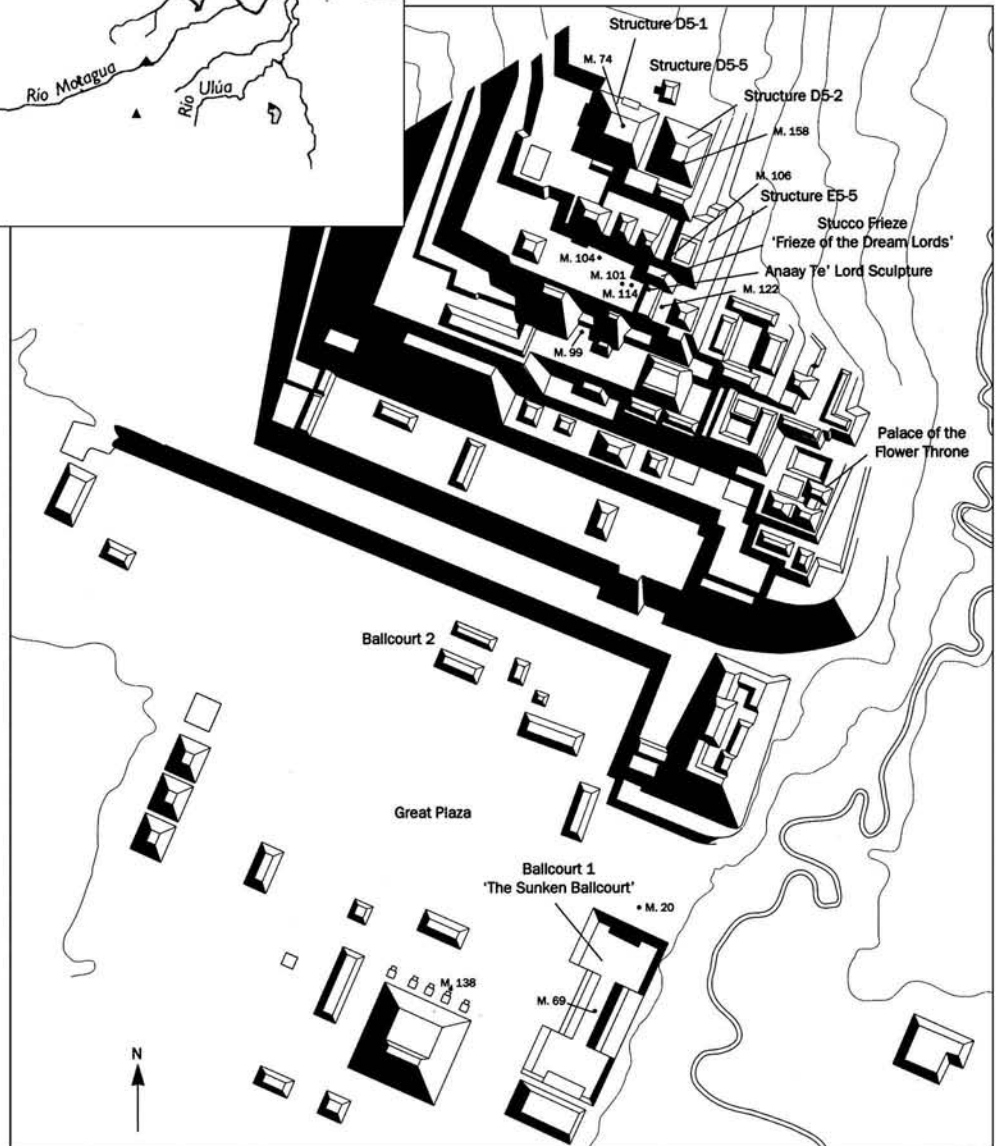 Río Motagua
Río Ulúa
Structure D5-1
M. 74
Structure D5-5
Structure D5-2
M. 158
M. 106
Structure E5-5
Stucco Frieze
'Frieze of the Dream Lords'
M. 104
Anaay Te' Lord Sculpture
M. 101
M. 114
M. 122
M. 99
Palace of the
Flower Throne
Ballcourt 2
Great Plaza
Ballcourt 1
'The Sunken Ballcourt'
M. 20
M. 138
M. 69
N